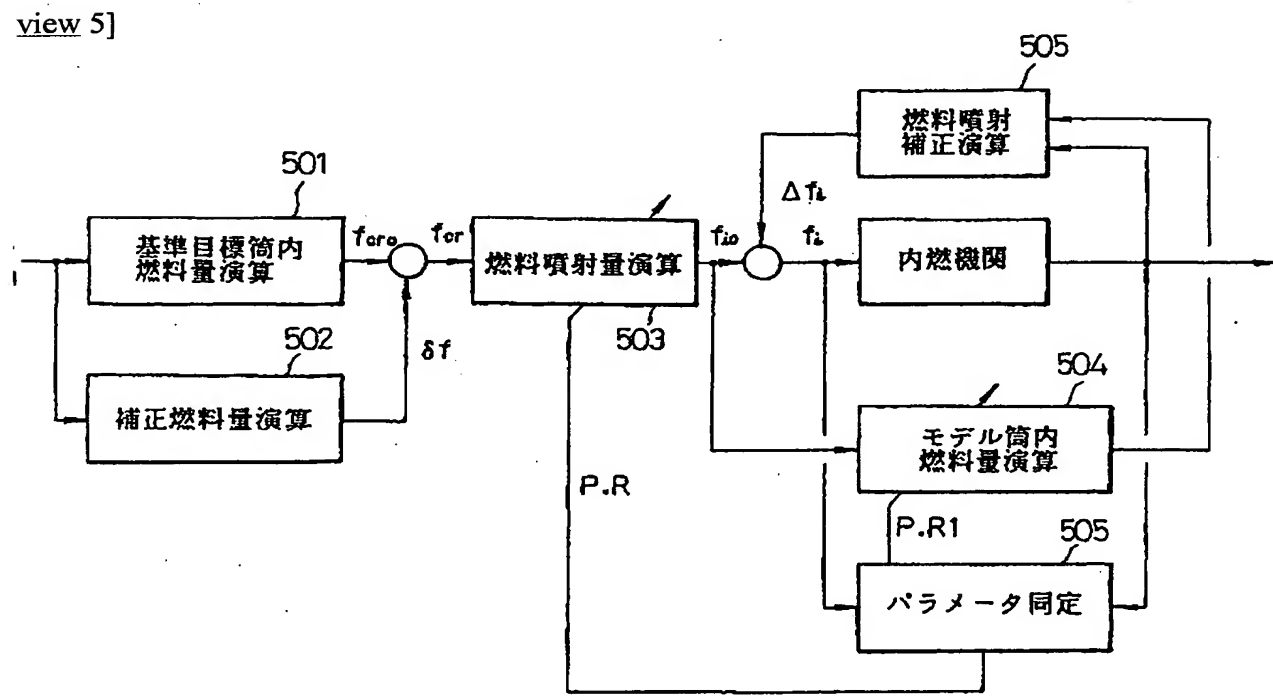 view 5]
505
燃料噴射
補正演算
501
Δfi
基準目標筒内
燃料量演算
fcro
fcr
燃料噴射量演算
fio
fi
内燃機関
503
502
δf
補正燃料量演算
504
モデル筒内
燃料量演算
P.R
P.R1
505
パラメータ同定